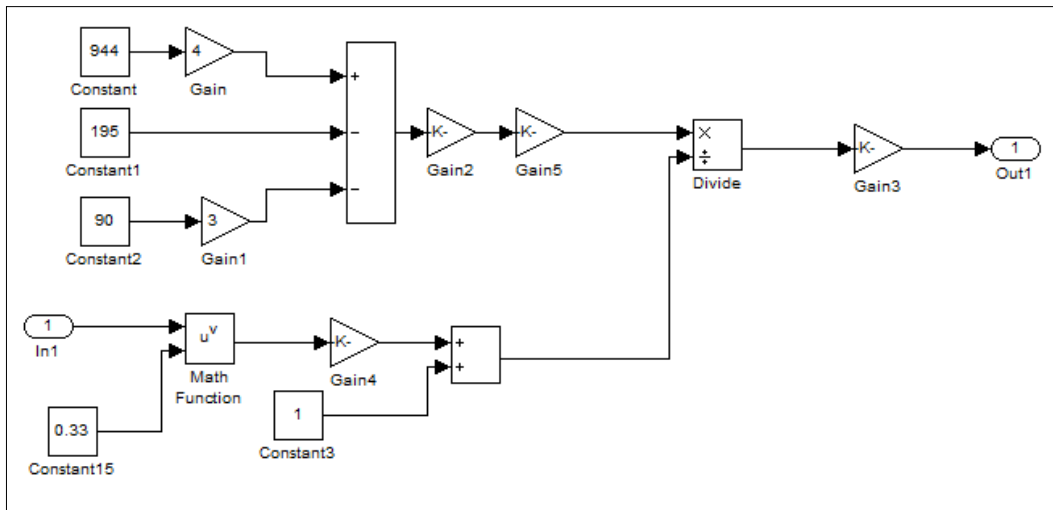 944
4
Constant
Gain
+
195
−
K-
K-
×
÷
K-
1
Constant1
Gain2
Gain5
Divide
Gain3
Out1
−
90
3
Constant2
Gain1
1
u^v
In1
K-
+
+
Math
Function
Gain4
0.33
1
Constant15
Constant3